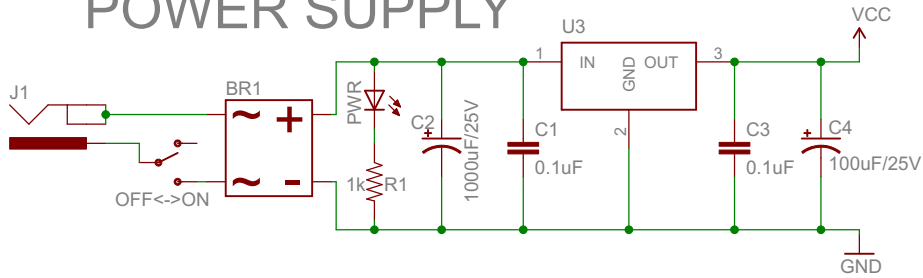 POWER SUPPLY
VCC
U3
1
IN
GND
OUT
3
2
J1
BR1
~
+
~
-
OFF<->ON
PWR
1k
R1
C2
+
1000uF/25V
C1
0.1uF
C3
0.1uF
C4
+
100uF/25V
GND